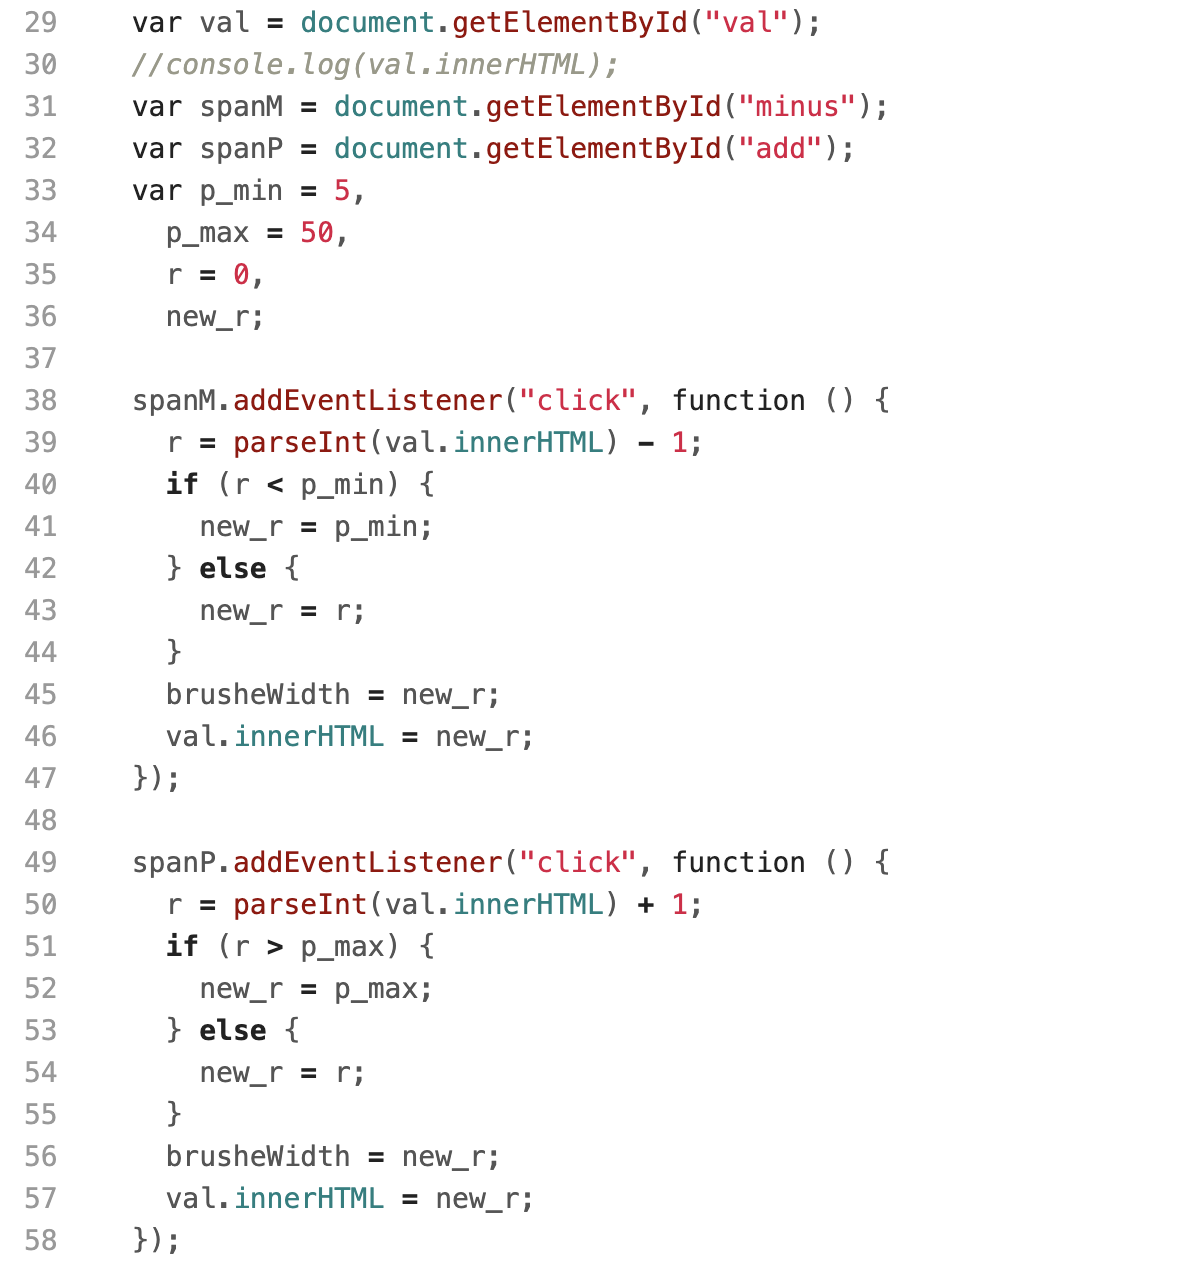 29 var val = document.getElementById("val");
30 //console.log(val.innerHTML);
31 var spanM = document.getElementById("minus");
32 var spanP = document.getElementById("add");
33 var p_min = 5,
34 p_max = 50,
35 r = 0,
36 new_r;
37
38 spanM.addEventListener("click", function () {
39 r = parseInt(val.innerHTML) - 1;
40 if (r < p_min) {
41 new_r = p_min;
42 } else {
43 new_r = r;
44 }
45 brusheWidth = new_r;
46 val.innerHTML = new_r;
47 });
48
49 spanP.addEventListener("click", function () {
50 r = parseInt(val.innerHTML) + 1;
51 if (r > p_max) {
52 new_r = p_max;
53 } else {
54 new_r = r;
55 }
56 brusheWidth = new_r;
57 val.innerHTML = new_r;
58 });